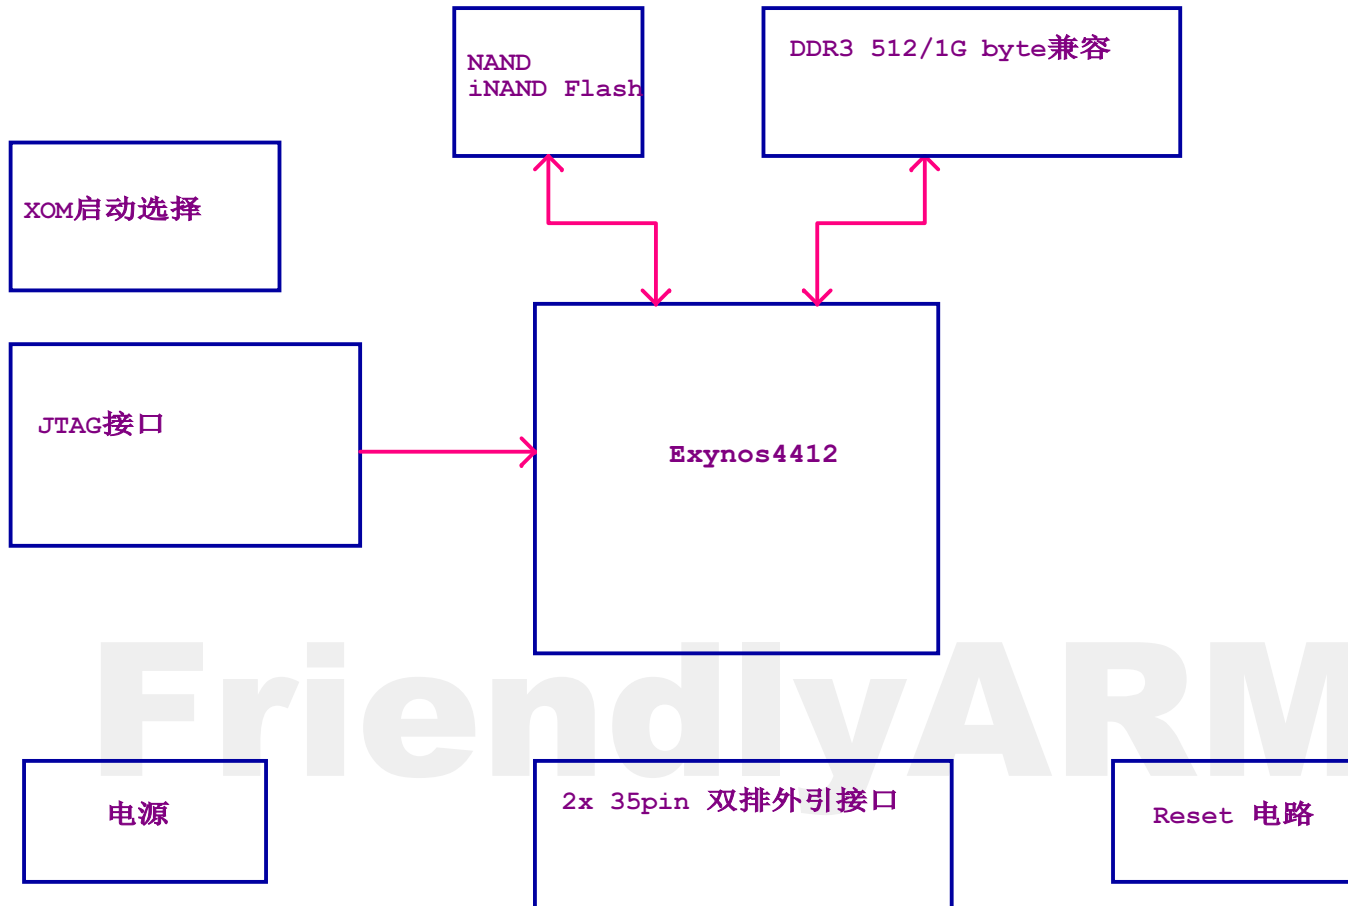 NAND
iNAND Flash
DDR3 512/1G byte兼容
XOM启动选择
JTAG接口
Exynos4412
FriendlyARM
电源
2x 35pin 双排外引接口
Reset 电路